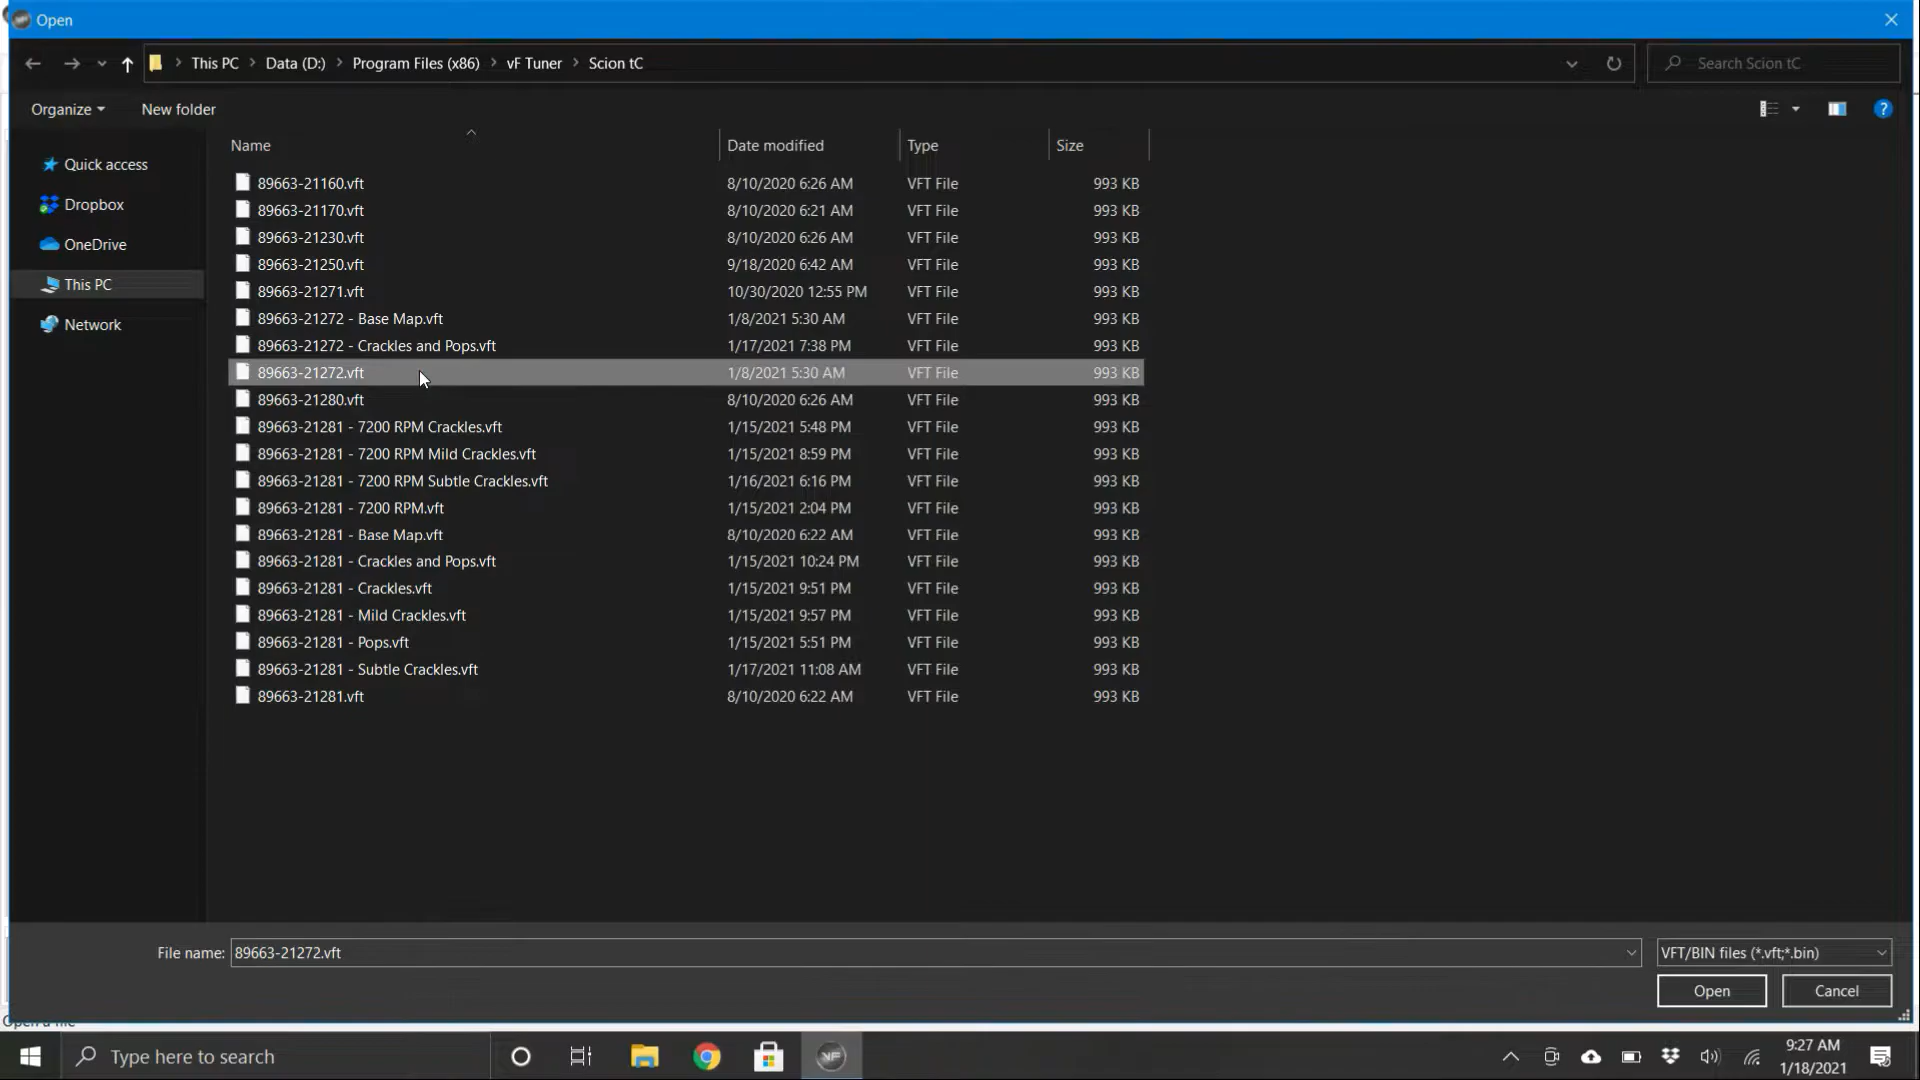 Open
This PC > Data (D:) > Program Files (x86) > vF Tuner > Scion tC
Search Scion tC
Organize
New folder
Name Date modified Type Size
Quick access
Dropbox
OneDrive
This PC
Network
89663-21160.vft 8/10/2020 6:26 AM VFT File 993 KB
89663-21170.vft 8/10/2020 6:21 AM VFT File 993 KB
89663-21230.vft 8/10/2020 6:26 AM VFT File 993 KB
89663-21250.vft 9/18/2020 6:42 AM VFT File 993 KB
89663-21271.vft 10/30/2020 12:55 PM VFT File 993 KB
89663-21272 - Base Map.vft 1/8/2021 5:30 AM VFT File 993 KB
89663-21272 - Crackles and Pops.vft 1/17/2021 7:38 PM VFT File 993 KB
89663-21272.vft 1/8/2021 5:30 AM VFT File 993 KB
89663-21280.vft 8/10/2020 6:26 AM VFT File 993 KB
89663-21281 - 7200 RPM Crackles.vft 1/15/2021 5:48 PM VFT File 993 KB
89663-21281 - 7200 RPM Mild Crackles.vft 1/15/2021 8:59 PM VFT File 993 KB
89663-21281 - 7200 RPM Subtle Crackles.vft 1/16/2021 6:16 PM VFT File 993 KB
89663-21281 - 7200 RPM.vft 1/15/2021 2:04 PM VFT File 993 KB
89663-21281 - Base Map.vft 8/10/2020 6:22 AM VFT File 993 KB
89663-21281 - Crackles and Pops.vft 1/15/2021 10:24 PM VFT File 993 KB
89663-21281 - Crackles.vft 1/15/2021 9:51 PM VFT File 993 KB
89663-21281 - Mild Crackles.vft 1/15/2021 9:57 PM VFT File 993 KB
89663-21281 - Pops.vft 1/15/2021 5:51 PM VFT File 993 KB
89663-21281 - Subtle Crackles.vft 1/17/2021 11:08 AM VFT File 993 KB
89663-21281.vft 8/10/2020 6:22 AM VFT File 993 KB
File name: 89663-21272.vft
VFT/BIN files (*.vft;*.bin)
Open
Cancel
Open a file
Type here to search
9:27 AM
1/18/2021